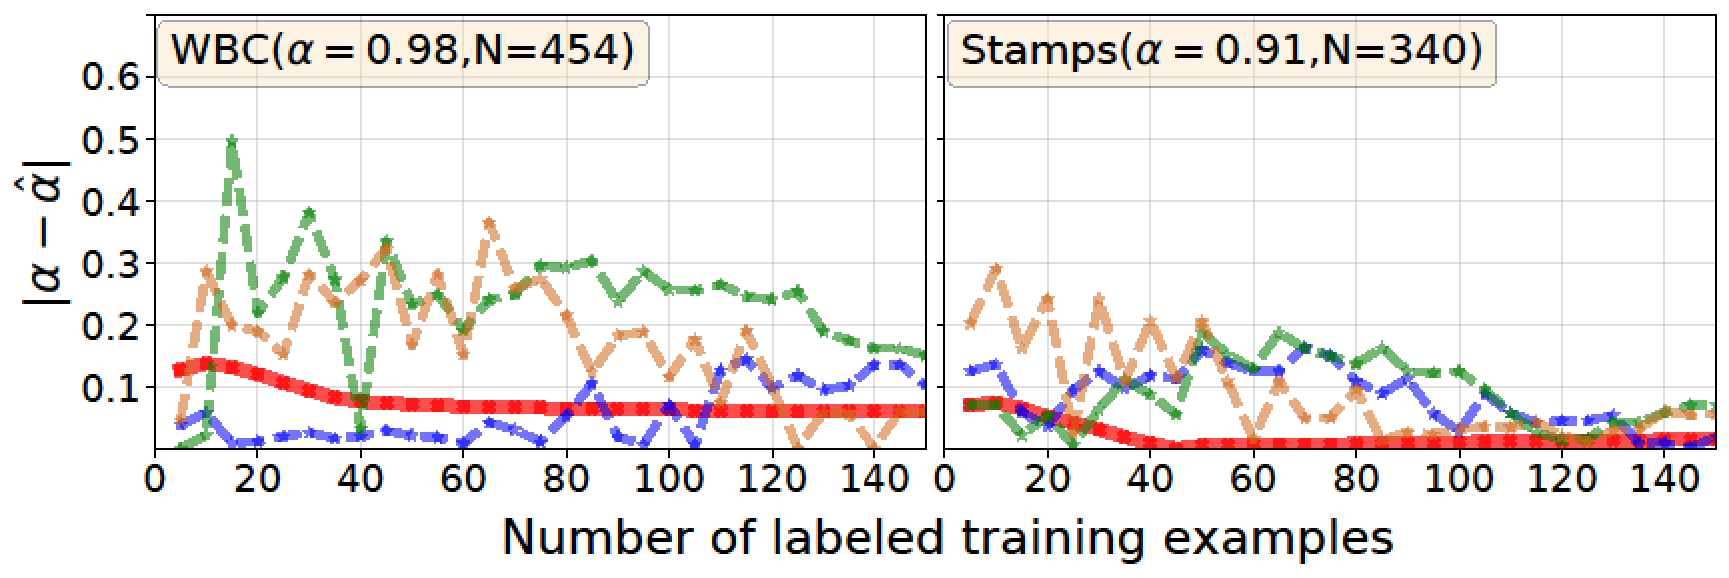 WBC(α = 0.98,N=454)
Stamps(α = 0.91,N=340)
|α − α̂|
0.6
0.5
0.4
0.3
0.2
0.1
0 20 40 60 80 100 120 140
0 20 40 60 80 100 120 140
Number of labeled training examples